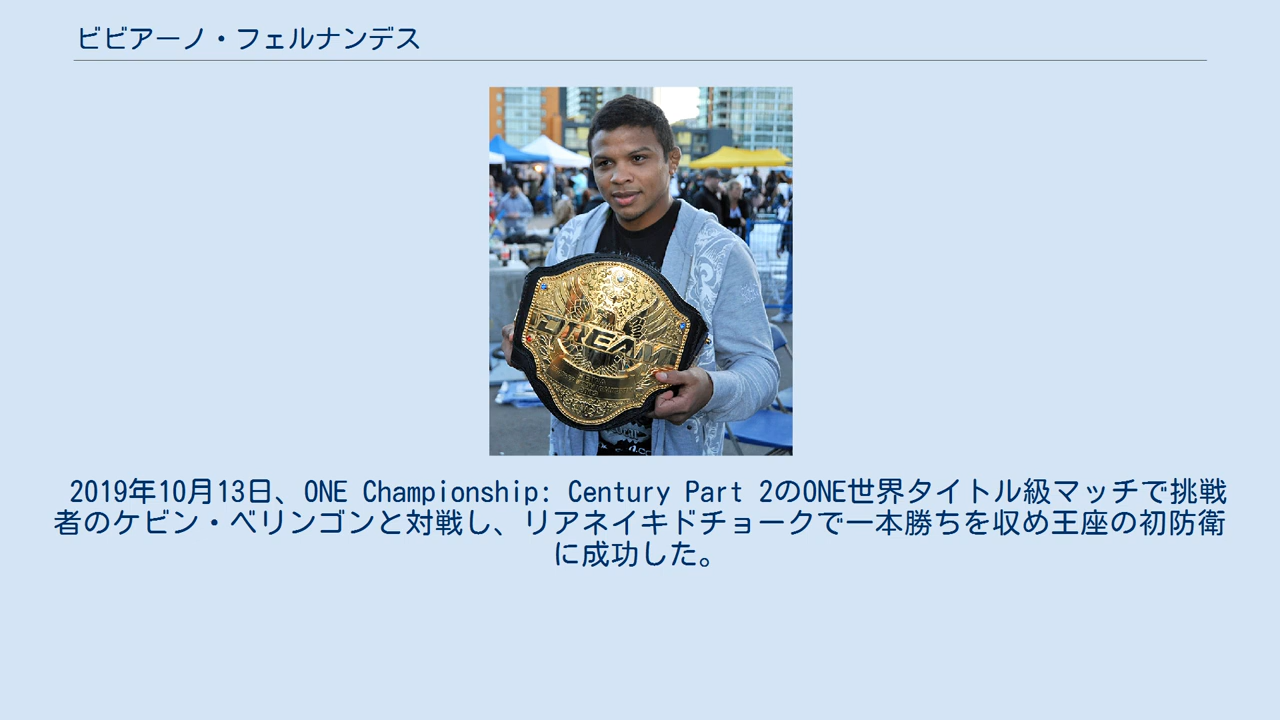 ビビアーノ・フェルナンデス
DREAM
2019年10月13日、ONE Championship: Century Part 2のONE世界タイトル級マッチで挑戦
者のケビン・ベリンゴンと対戦し、リアネイキドチョークで一本勝ちを収め王座の初防衛
に成功した。